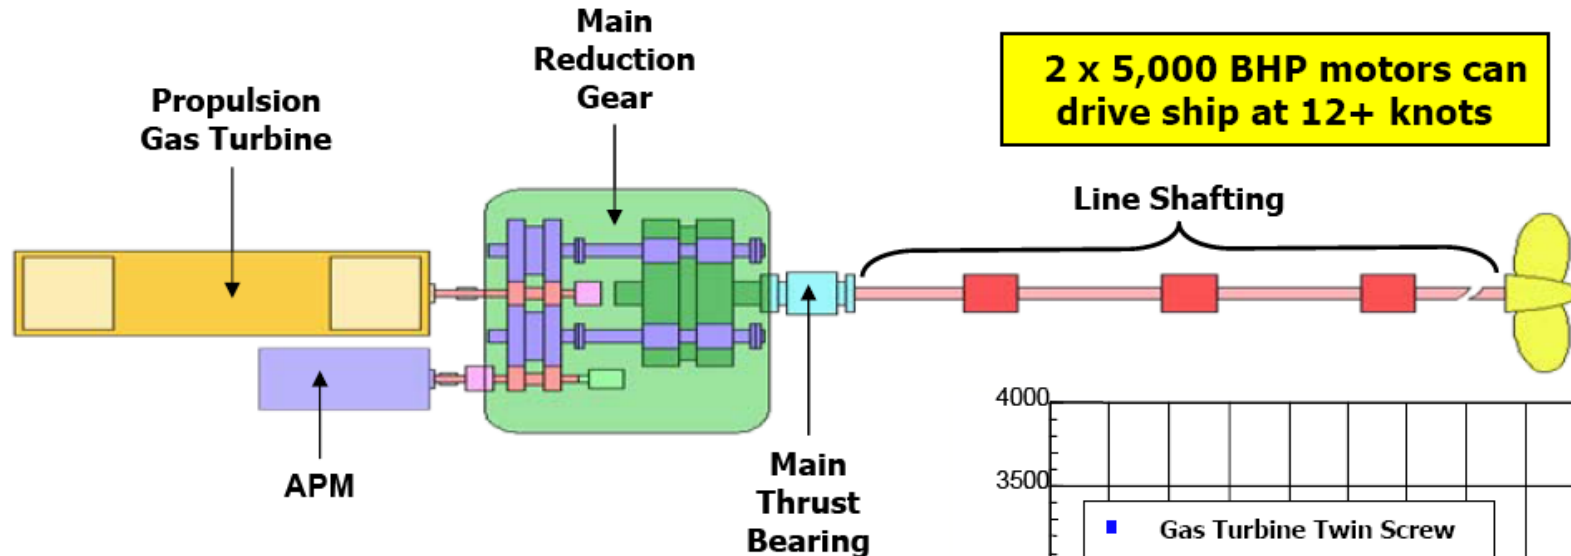 Main
Reduction
Gear
Propulsion
Gas Turbine
2 x 5,000 BHP motors can
drive ship at 12+ knots
Line Shafting
APM
Main
Thrust
Bearing
4000
3500
Gas Turbine Twin Screw